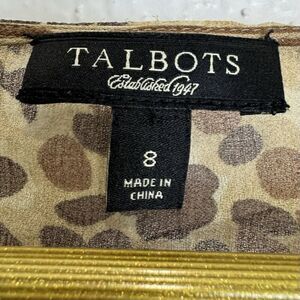 TALBOTS
Established 1947
8
MADE IN
CHINA